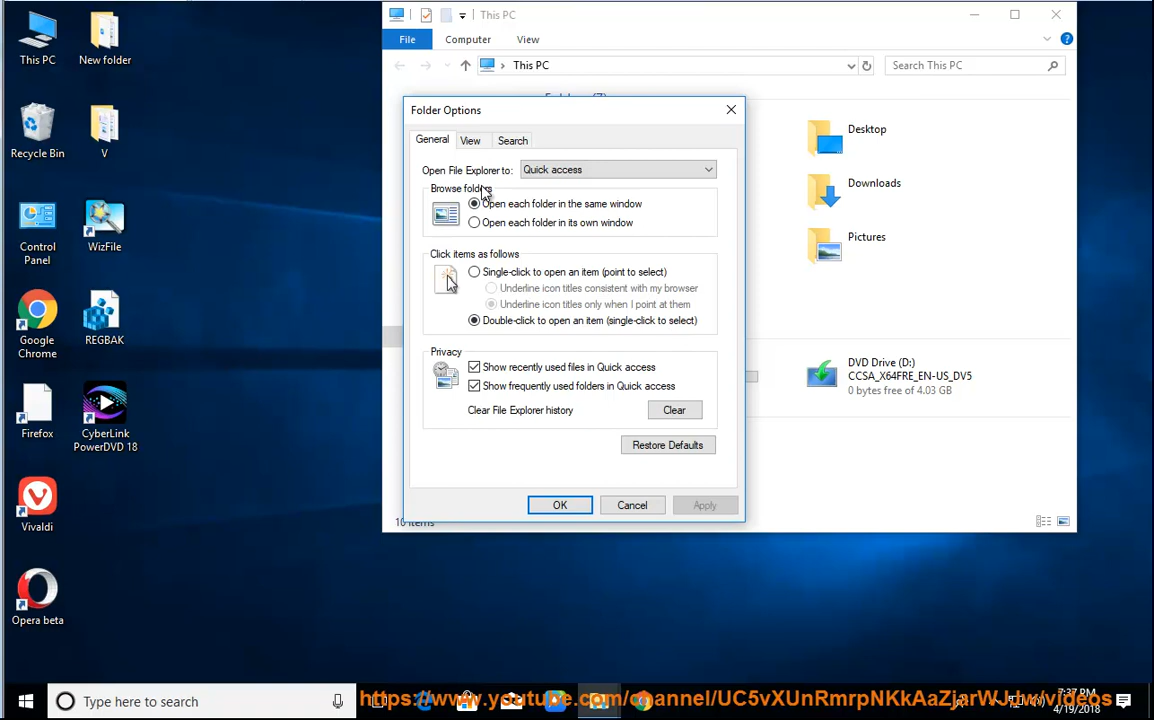 This PC
New folder
Recycle Bin
V
Control Panel
WizFile
Google Chrome
REGBAK
Firefox
CyberLink PowerDVD 18
Vivaldi
Opera beta
This PC
File
Computer
View
This PC
Search This PC
Desktop
Downloads
Pictures
DVD Drive (D:)
CCSA_X64FRE_EN-US_DV5
0 bytes free of 4.03 GB
Folder Options
General
View
Search
Open File Explorer to:
Quick access
Browse folders
Open each folder in the same window
Open each folder in its own window
Click items as follows
Single-click to open an item (point to select)
Underline icon titles consistent with my browser
Underline icon titles only when I point at them
Double-click to open an item (single-click to select)
Privacy
Show recently used files in Quick access
Show frequently used folders in Quick access
Clear File Explorer history
Clear
Restore Defaults
OK
Cancel
Apply
Type here to search
7:37 PM
4/19/2018